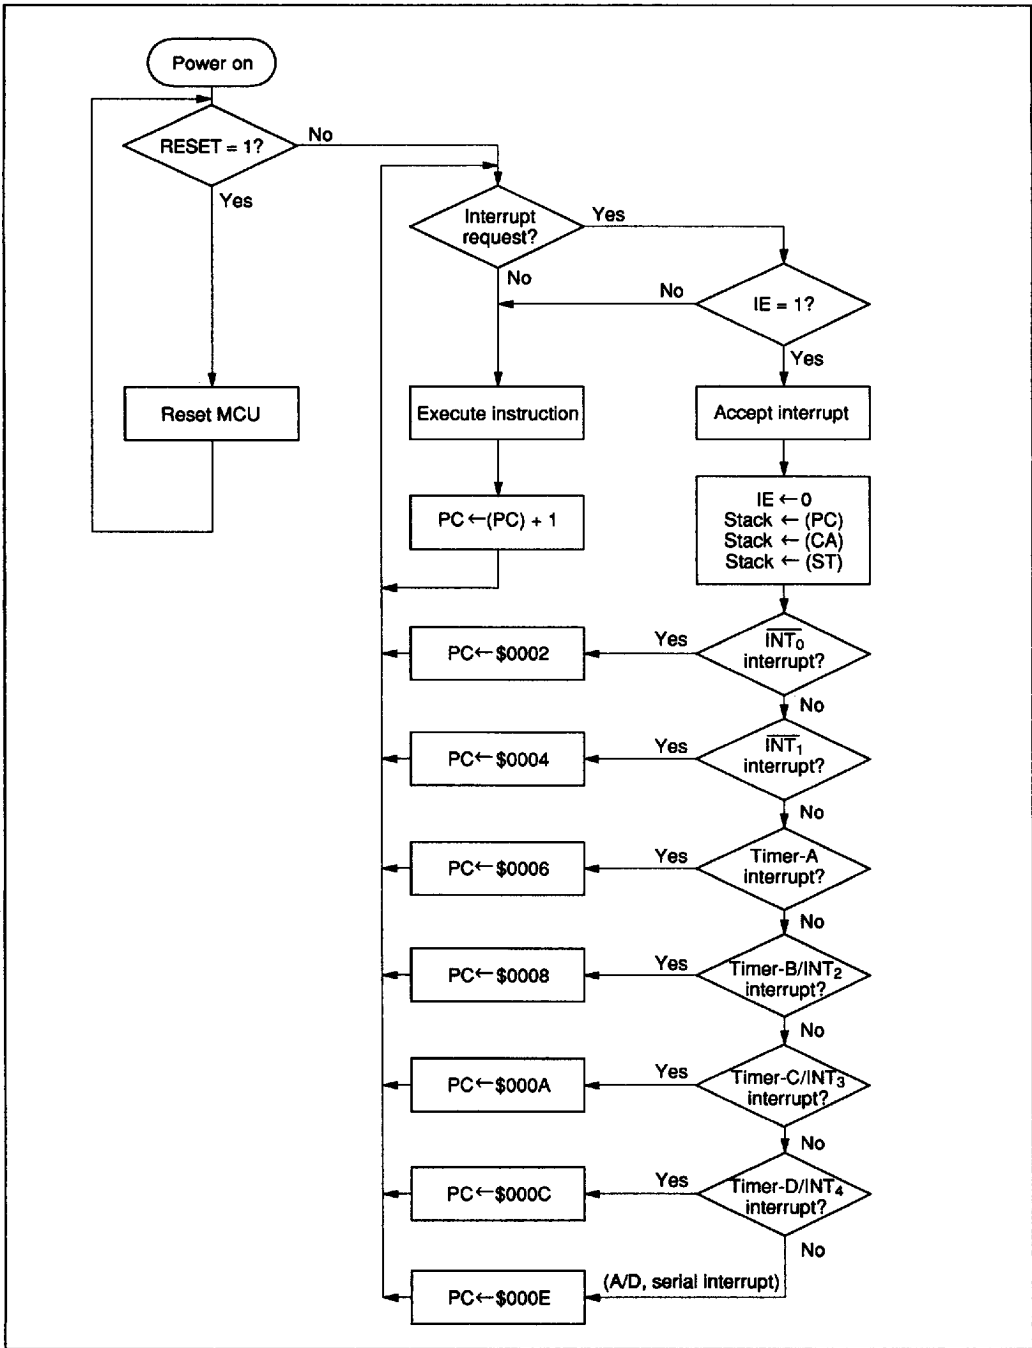 Power on
RESET = 1?
No
Yes
Interrupt
request?
Yes
No
No
IE = 1?
Yes
Reset MCU
Execute instruction
Accept interrupt
PC←(PC) + 1
IE ← 0
Stack ← (PC)
Stack ← (CA)
Stack ← (ST)
PC←$0002
Yes
I̅N̅T̅₀
interrupt?
No
PC←$0004
Yes
I̅N̅T̅₁
interrupt?
No
PC←$0006
Yes
Timer-A
interrupt?
No
PC←$0008
Yes
Timer-B/INT₂
interrupt?
No
PC←$000A
Yes
Timer-C/INT₃
interrupt?
No
PC←$000C
Yes
Timer-D/INT₄
interrupt?
No
PC←$000E
(A/D, serial interrupt)